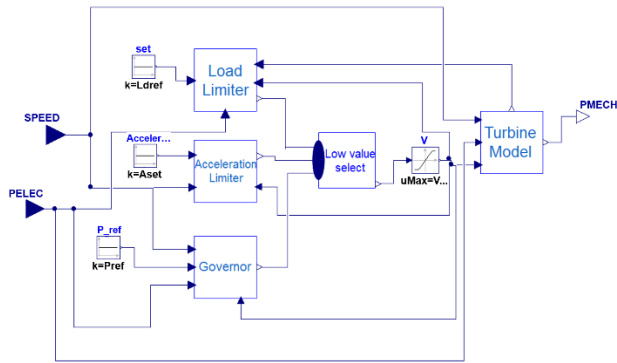 set
k=Ldref
Load
Limiter
SPEED
Acceler...
k=Aset
Acceleration
Limiter
Low value
select
V
uMax=V...
Turbine
Model
PMECH
PELEC
P_ref
k=Pref
Governor